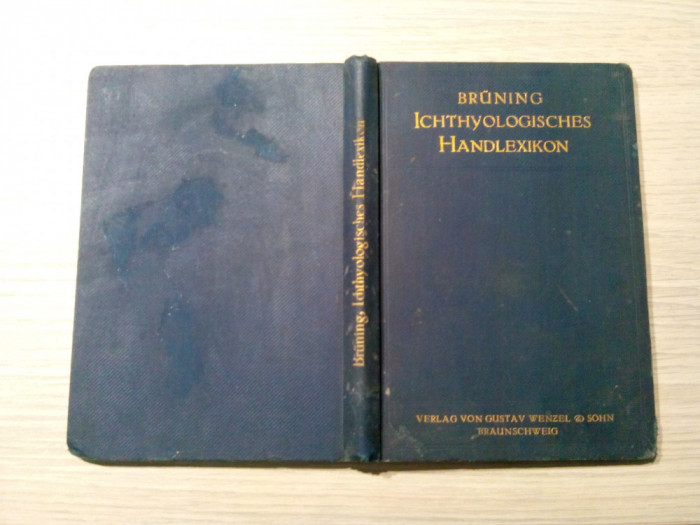 BRÜNING
ICHTHYOLOGISCHES
HANDLEXIKON
VERLAG VON GUSTAV WENZEL & SOHN
BRAUNSCHWEIG
Brüning, Ichthyologisches Handlexikon